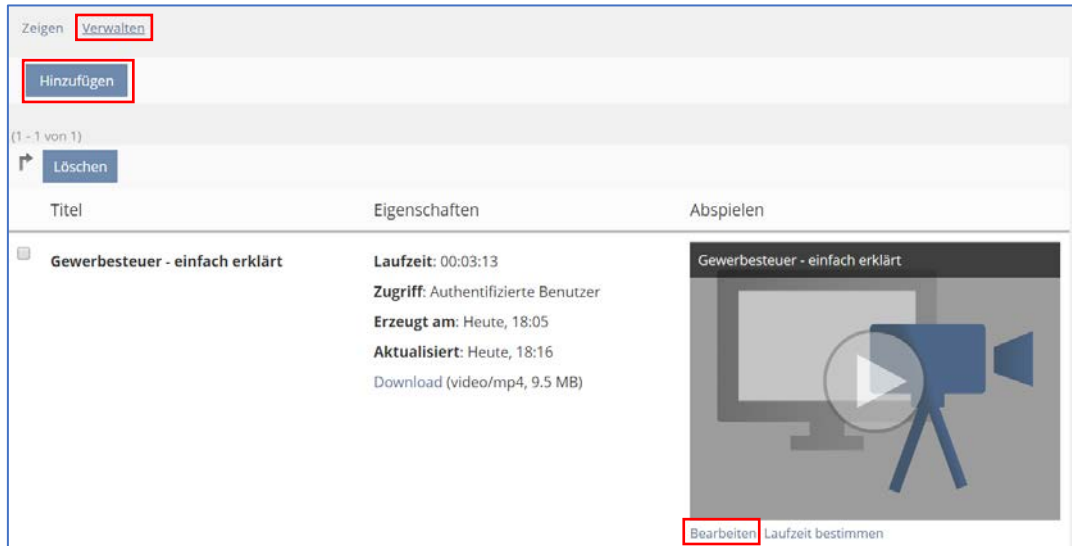 Zeigen Verwalten
Hinzufügen
(1 - 1 von 1)
Löschen
Titel Eigenschaften Abspielen
Gewerbesteuer - einfach erklärt Laufzeit: 00:03:13 Gewerbesteuer - einfach erklärt
Zugriff: Authentifizierte Benutzer
Erzeugt am: Heute, 18:05
Aktualisiert: Heute, 18:16
Download (video/mp4, 9.5 MB)
Bearbeiten Laufzeit bestimmen